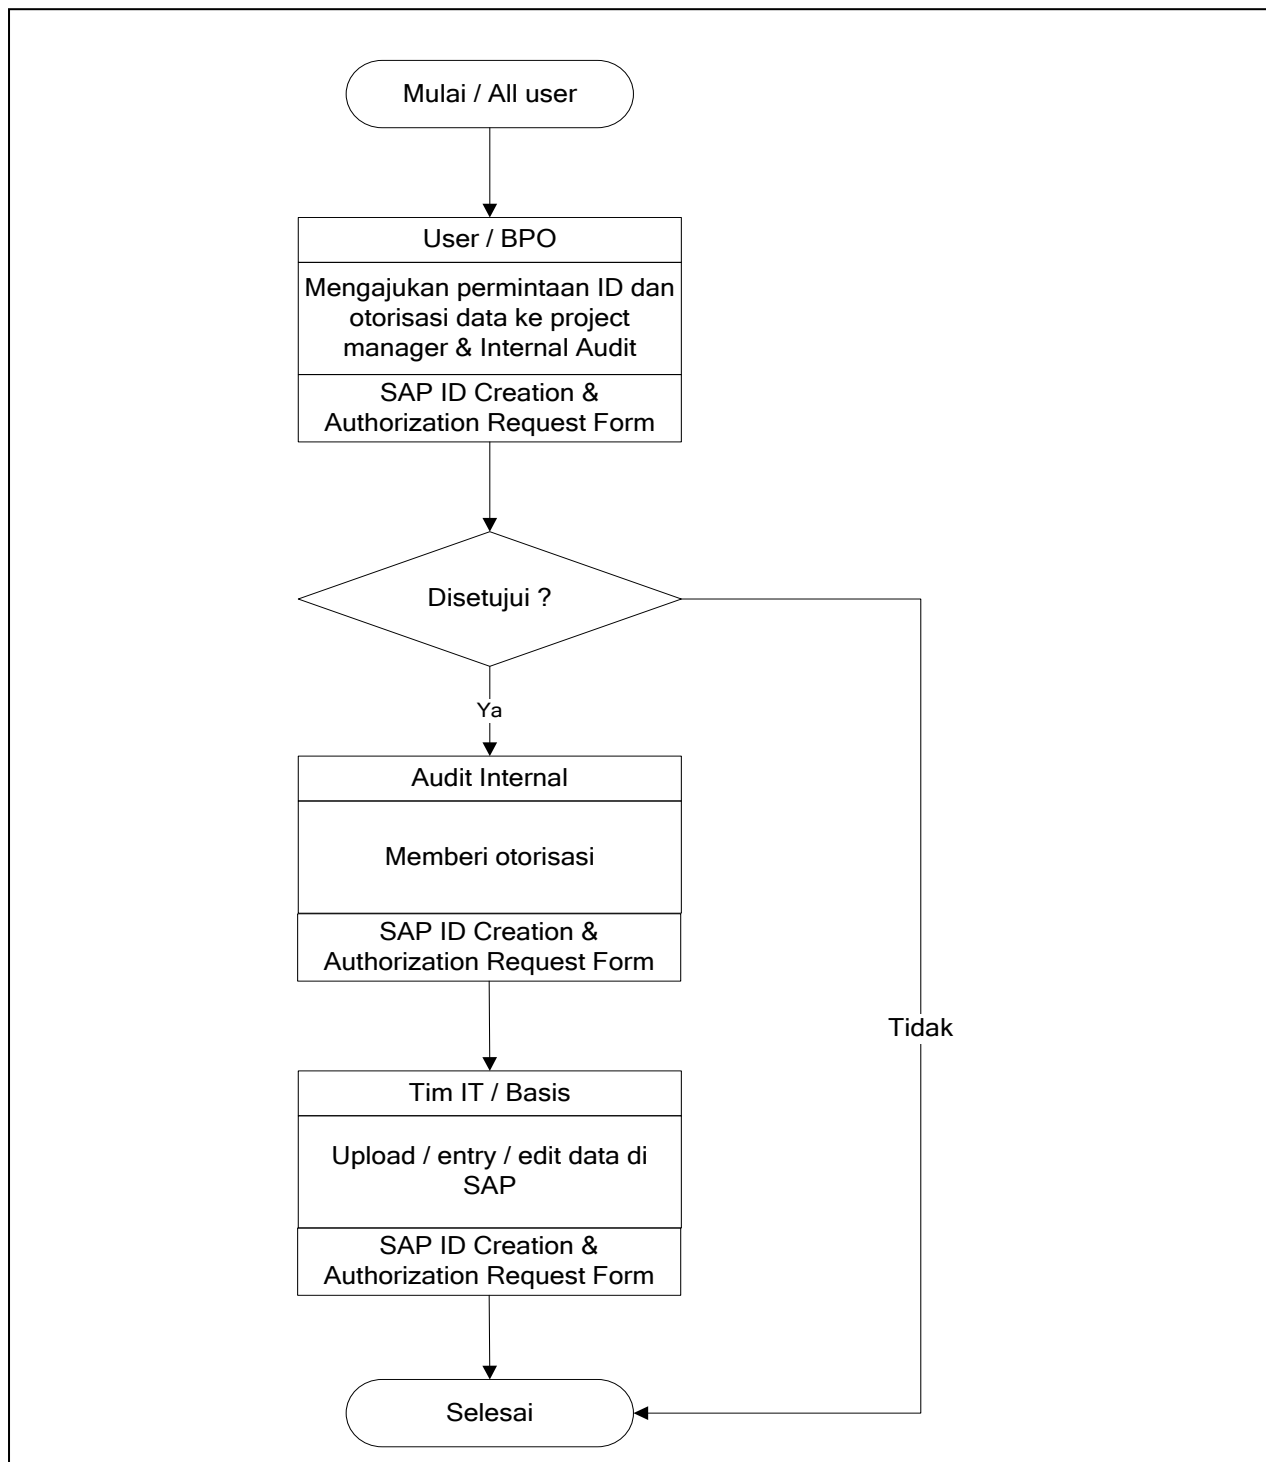 Mulai / All user
User / BPO
Mengajukan permintaan ID dan
otorisasi data ke project
manager & Internal Audit
SAP ID Creation &
Authorization Request Form
Disetujui ?
Ya
Audit Internal
Memberi otorisasi
SAP ID Creation &
Authorization Request Form
Tidak
Tim IT / Basis
Upload / entry / edit data di
SAP
SAP ID Creation &
Authorization Request Form
Selesai